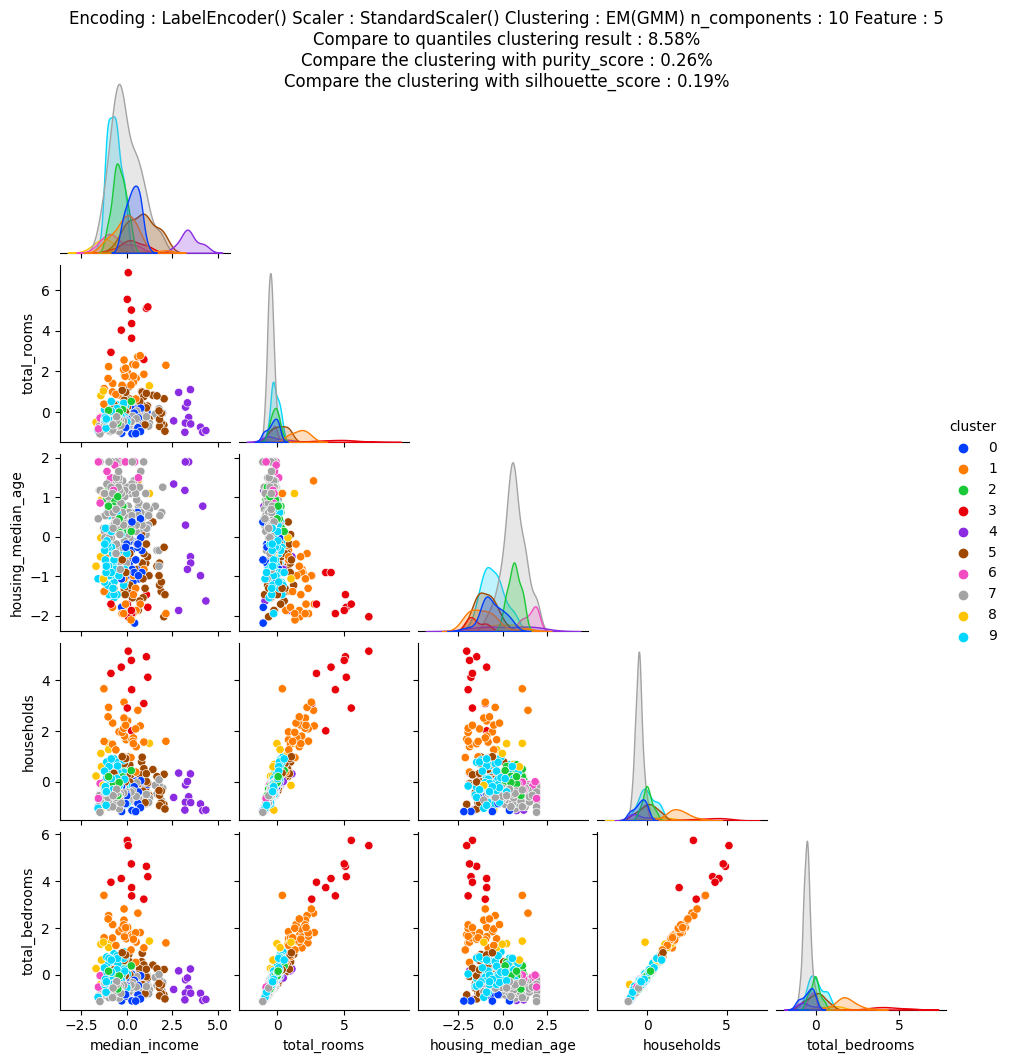 Encoding : LabelEncoder() Scaler : StandardScaler() Clustering : EM(GMM) n_components : 10 Feature : 5
Compare to quantiles clustering result : 8.58%
Compare the clustering with purity_score : 0.26%
Compare the clustering with silhouette_score : 0.19%
total_rooms
6
4
2
0
housing_median_age
2
1
0
−1
−2
households
4
2
0
total_bedrooms
6
4
2
0
−2.5
0.0
2.5
5.0
median_income
0
5
total_rooms
−2.5
0.0
2.5
housing_median_age
0
5
households
0
5
total_bedrooms
cluster
0
1
2
3
4
5
6
7
8
9